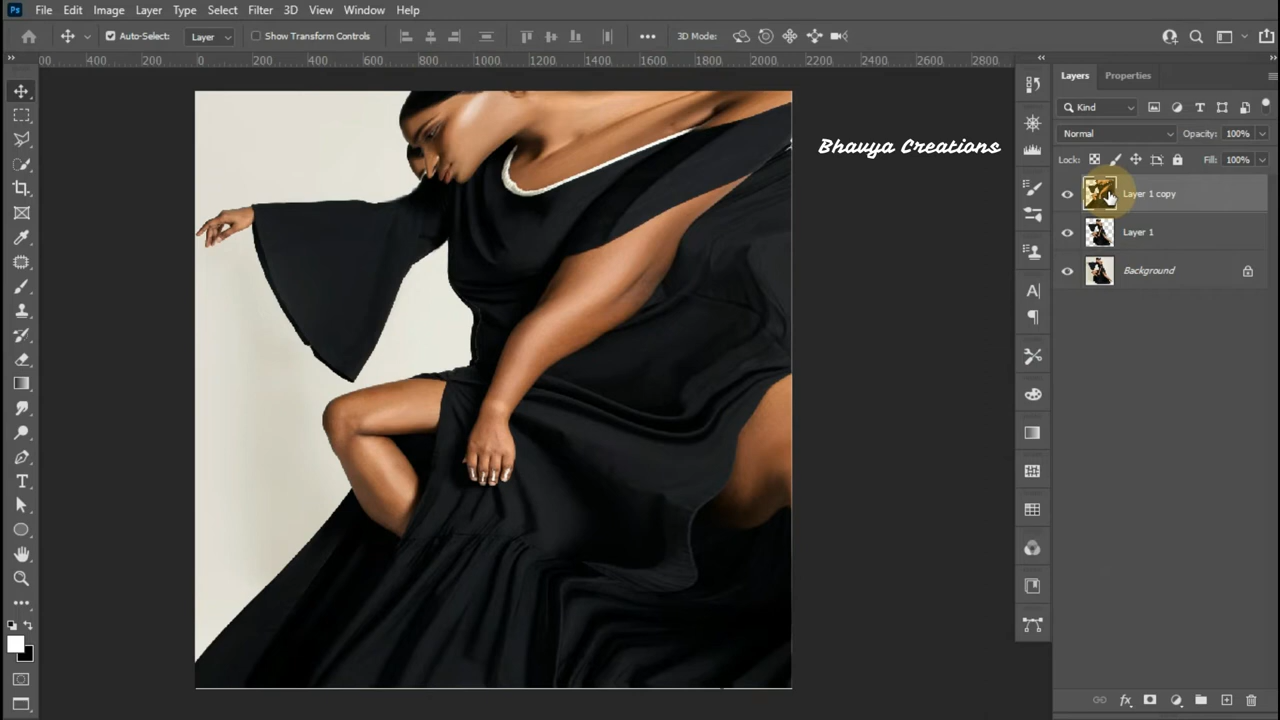 Ps File Edit Image Layer Type Select Filter 3D View Window Help
Auto-Select: Layer Show Transform Controls 3D Mode:
00 400 200 0 200 400 600 800 1000 1200 1400 1600 1800 2000 2200 2400 2600 2800
Layers Properties
Kind
Bhavya Creations
Normal Opacity: 100%
Lock: Fill: 100%
Layer 1 copy
Layer 1
Background